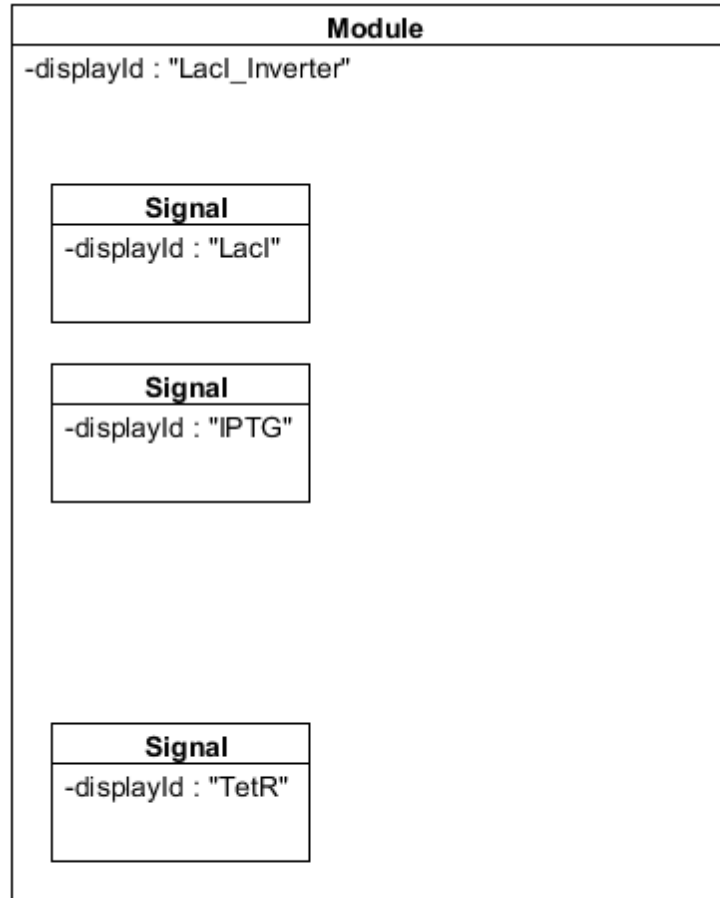 Module
-displayId : "LacI_Inverter"
Signal
-displayId : "LacI"
Signal
-displayId : "IPTG"
Signal
-displayId : "TetR"